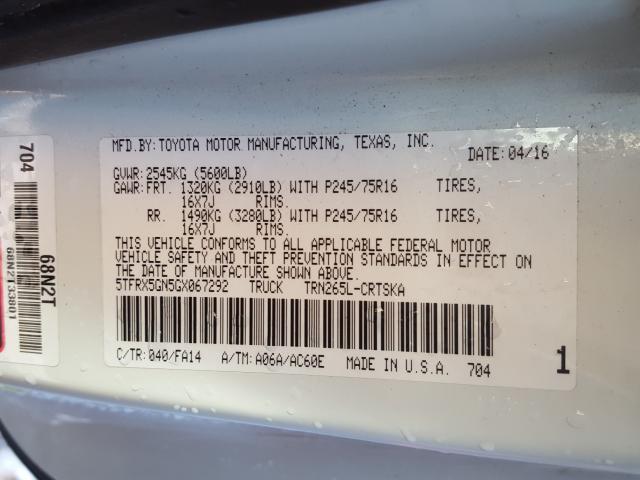 MFD.BY: TOYOTA MOTOR MANUFACTURING, TEXAS, INC.
DATE: 04/16
GVWR: 2545KG (5600LB)
GAWR: FRT. 1320KG (2910LB) WITH P245/75R16 TIRES,
16X7J RIMS.
RR. 1490KG (3280LB) WITH P245/75R16 TIRES,
16X7J RIMS.
THIS VEHICLE CONFORMS TO ALL APPLICABLE FEDERAL MOTOR
VEHICLE SAFETY AND THEFT PREVENTION STANDARDS IN EFFECT ON
THE DATE OF MANUFACTURE SHOWN ABOVE.
5TFRX5GN5GX067292 TRUCK TRN265L-CRTSKA
C/TR: 040/FA14 A/TM: A06A/AC60E MADE IN U.S.A. 704
1
704
68N2T
68N2T33801